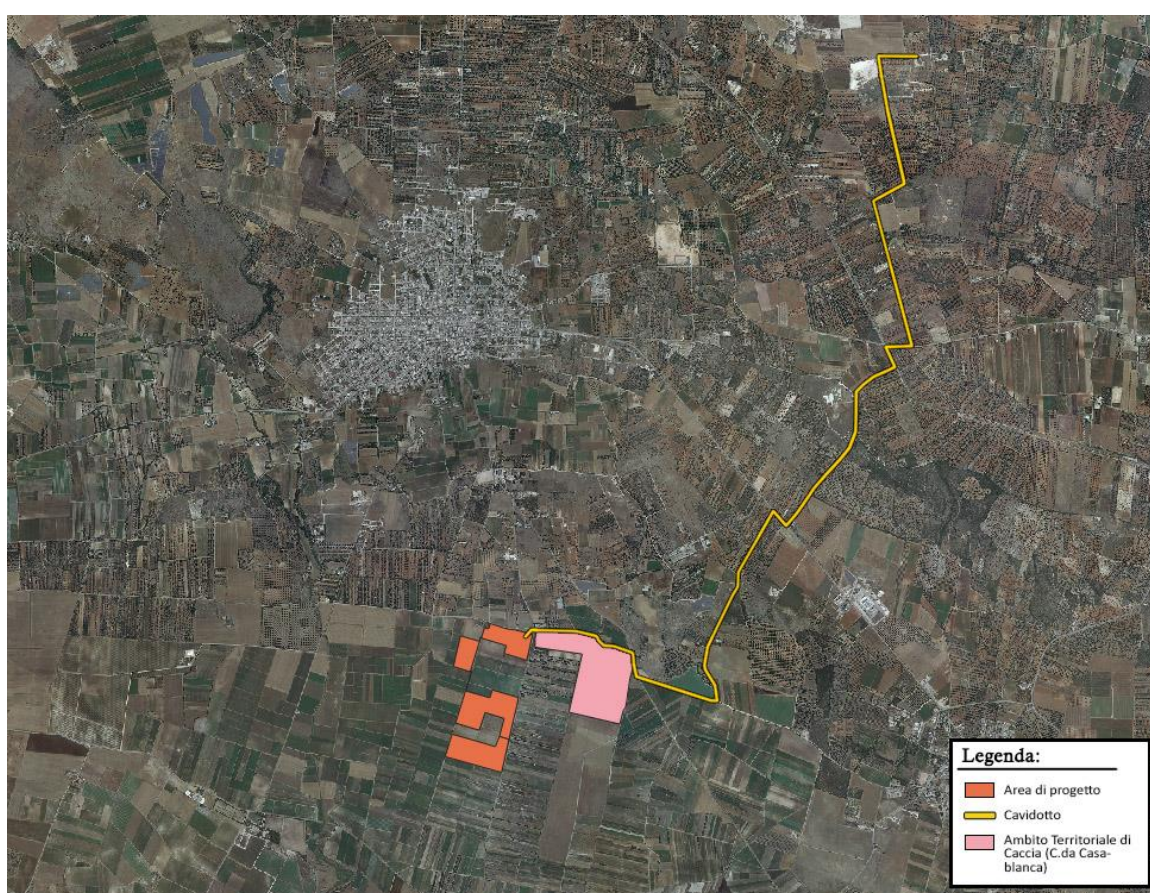 Legenda:
Area di progetto
Cavidotto
Ambito Territoriale di
Caccia (C.da Casa-
blanca)